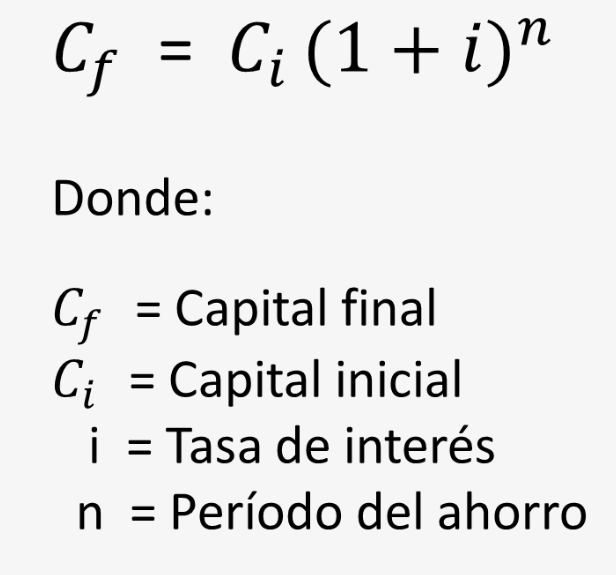 C_f = C_i (1 + i)^n
Donde:
C_f = Capital final
C_i = Capital inicial
i = Tasa de interés
n = Período del ahorro